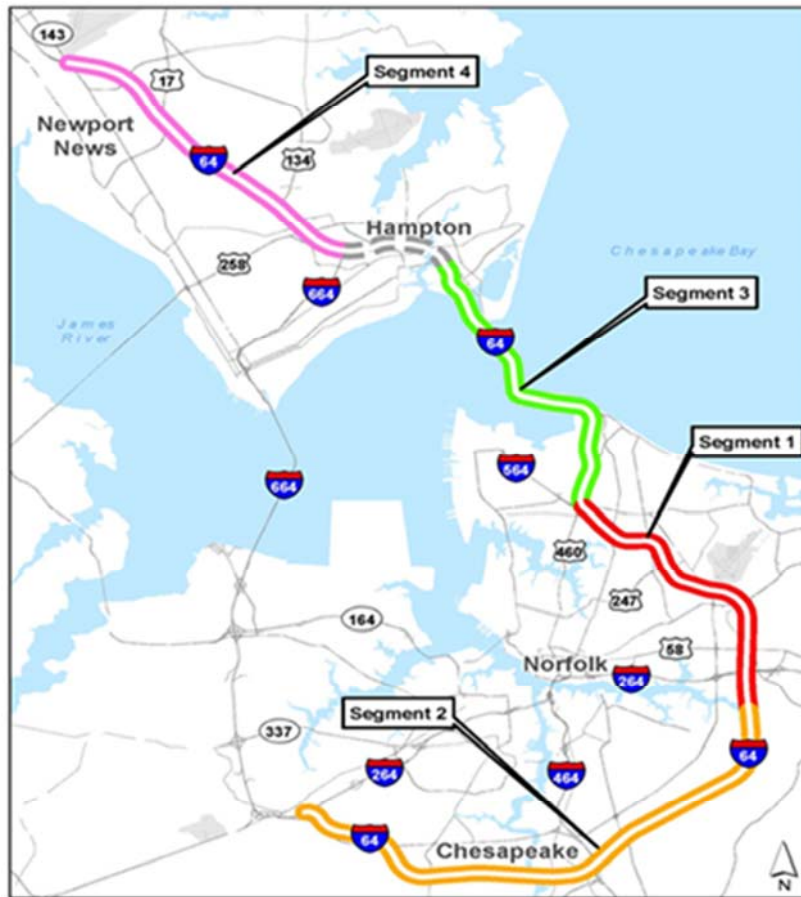 143
Segment 4
17
Newport
News
64
134
Hampton
Chesapeake Bay
258
664
Segment 3
James
River
64
Segment 1
564
664
460
247
164
58
Norfolk
264
Segment 2
337
64
264
464
64
Chesapeake
N